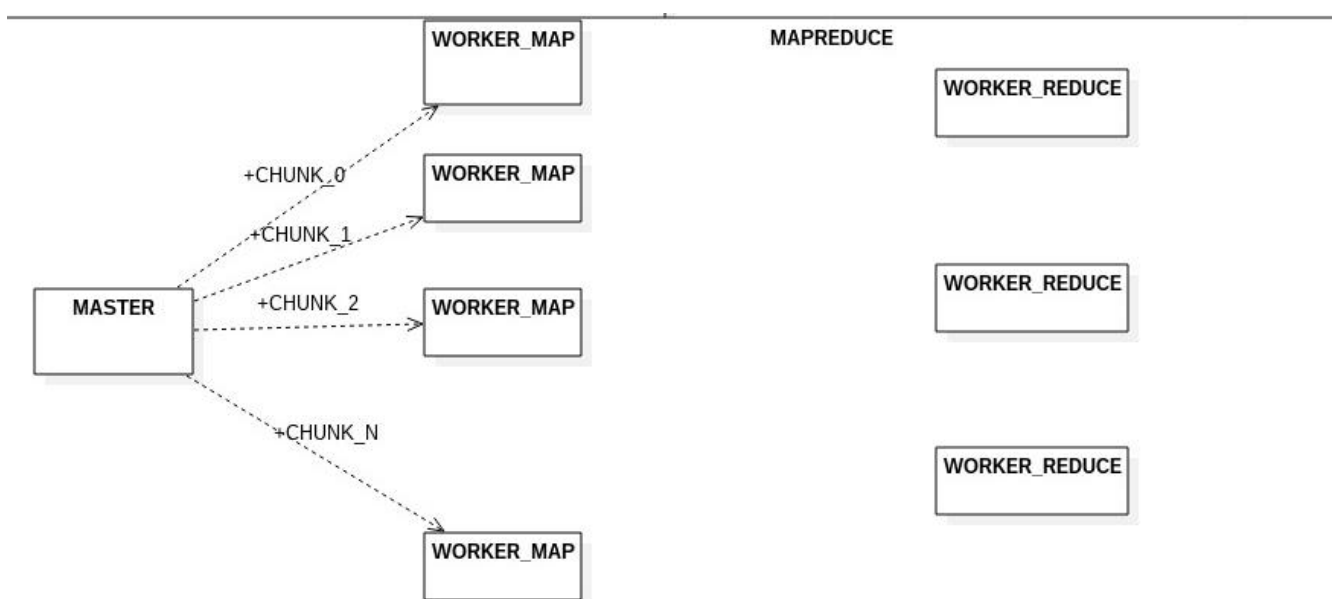 WORKER_MAP
MAPREDUCE
WORKER_REDUCE
+CHUNK_0
WORKER_MAP
+CHUNK_1
WORKER_REDUCE
MASTER
+CHUNK_2
WORKER_MAP
+CHUNK_N
WORKER_REDUCE
WORKER_MAP